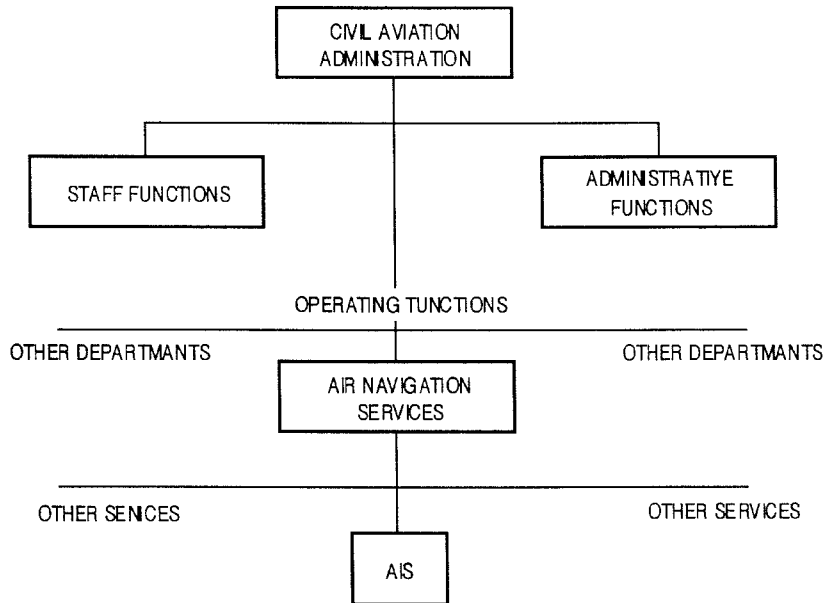 CIVIL AVIATION
ADMINISTRATION
STAFF FUNCTIONS
ADMINISTRATIYE
FUNCTIONS
OPERATING TUNCTIONS
OTHER DEPARTMANTS
OTHER DEPARTMANTS
AIR NAVIGATION
SERVICES
OTHER SENICES
OTHER SERVICES
AIS